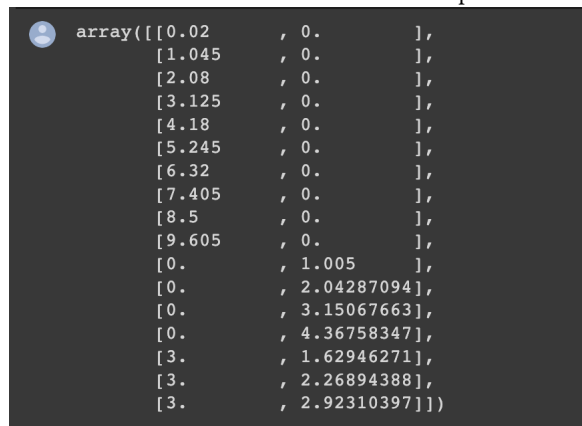 array([[0.02      , 0.        ],
[1.045     , 0.        ],
[2.08      , 0.        ],
[3.125     , 0.        ],
[4.18      , 0.        ],
[5.245     , 0.        ],
[6.32      , 0.        ],
[7.405     , 0.        ],
[8.5       , 0.        ],
[9.605     , 0.        ],
[0.        , 1.005     ],
[0.        , 2.04287094],
[0.        , 3.15067663],
[0.        , 4.36758347],
[3.        , 1.62946271],
[3.        , 2.26894388],
[3.        , 2.92310397]])